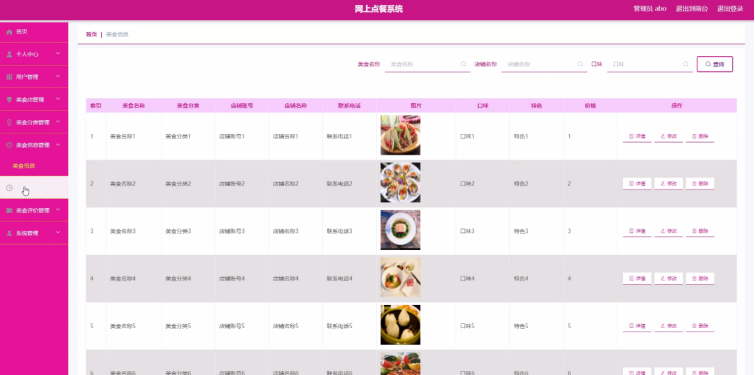 网上点餐系统
管理员 abo 退出到前台 退出登录
首页
个人中心
用户管理
美食店管理
美食分类管理
美食信息管理
美食信息
美食评价管理
系统管理
首页 | 美食信息
美食名称 美食名称 店铺名称 店铺名称 口味 口味 查询
索引 美食名称 美食分类 店铺账号 店铺名称 联系电话 图片 口味 特色 价格 操作
1 美食名称1 美食分类1 店铺账号1 店铺名称1 联系电话1 口味1 特色1 1 详情 修改 删除
2 美食名称2 美食分类2 店铺账号2 店铺名称2 联系电话2 口味2 特色2 2 详情 修改 删除
3 美食名称3 美食分类3 店铺账号3 店铺名称3 联系电话3 口味3 特色3 3 详情 修改 删除
4 美食名称4 美食分类4 店铺账号4 店铺名称4 联系电话4 口味4 特色4 4 详情 修改 删除
5 美食名称5 美食分类5 店铺账号5 店铺名称5 联系电话5 口味5 特色5 5 详情 修改 删除
6 美食名称6 美食分类6 店铺账号6 店铺名称6 联系电话6 口味6 特色6 6 详情 修改 删除